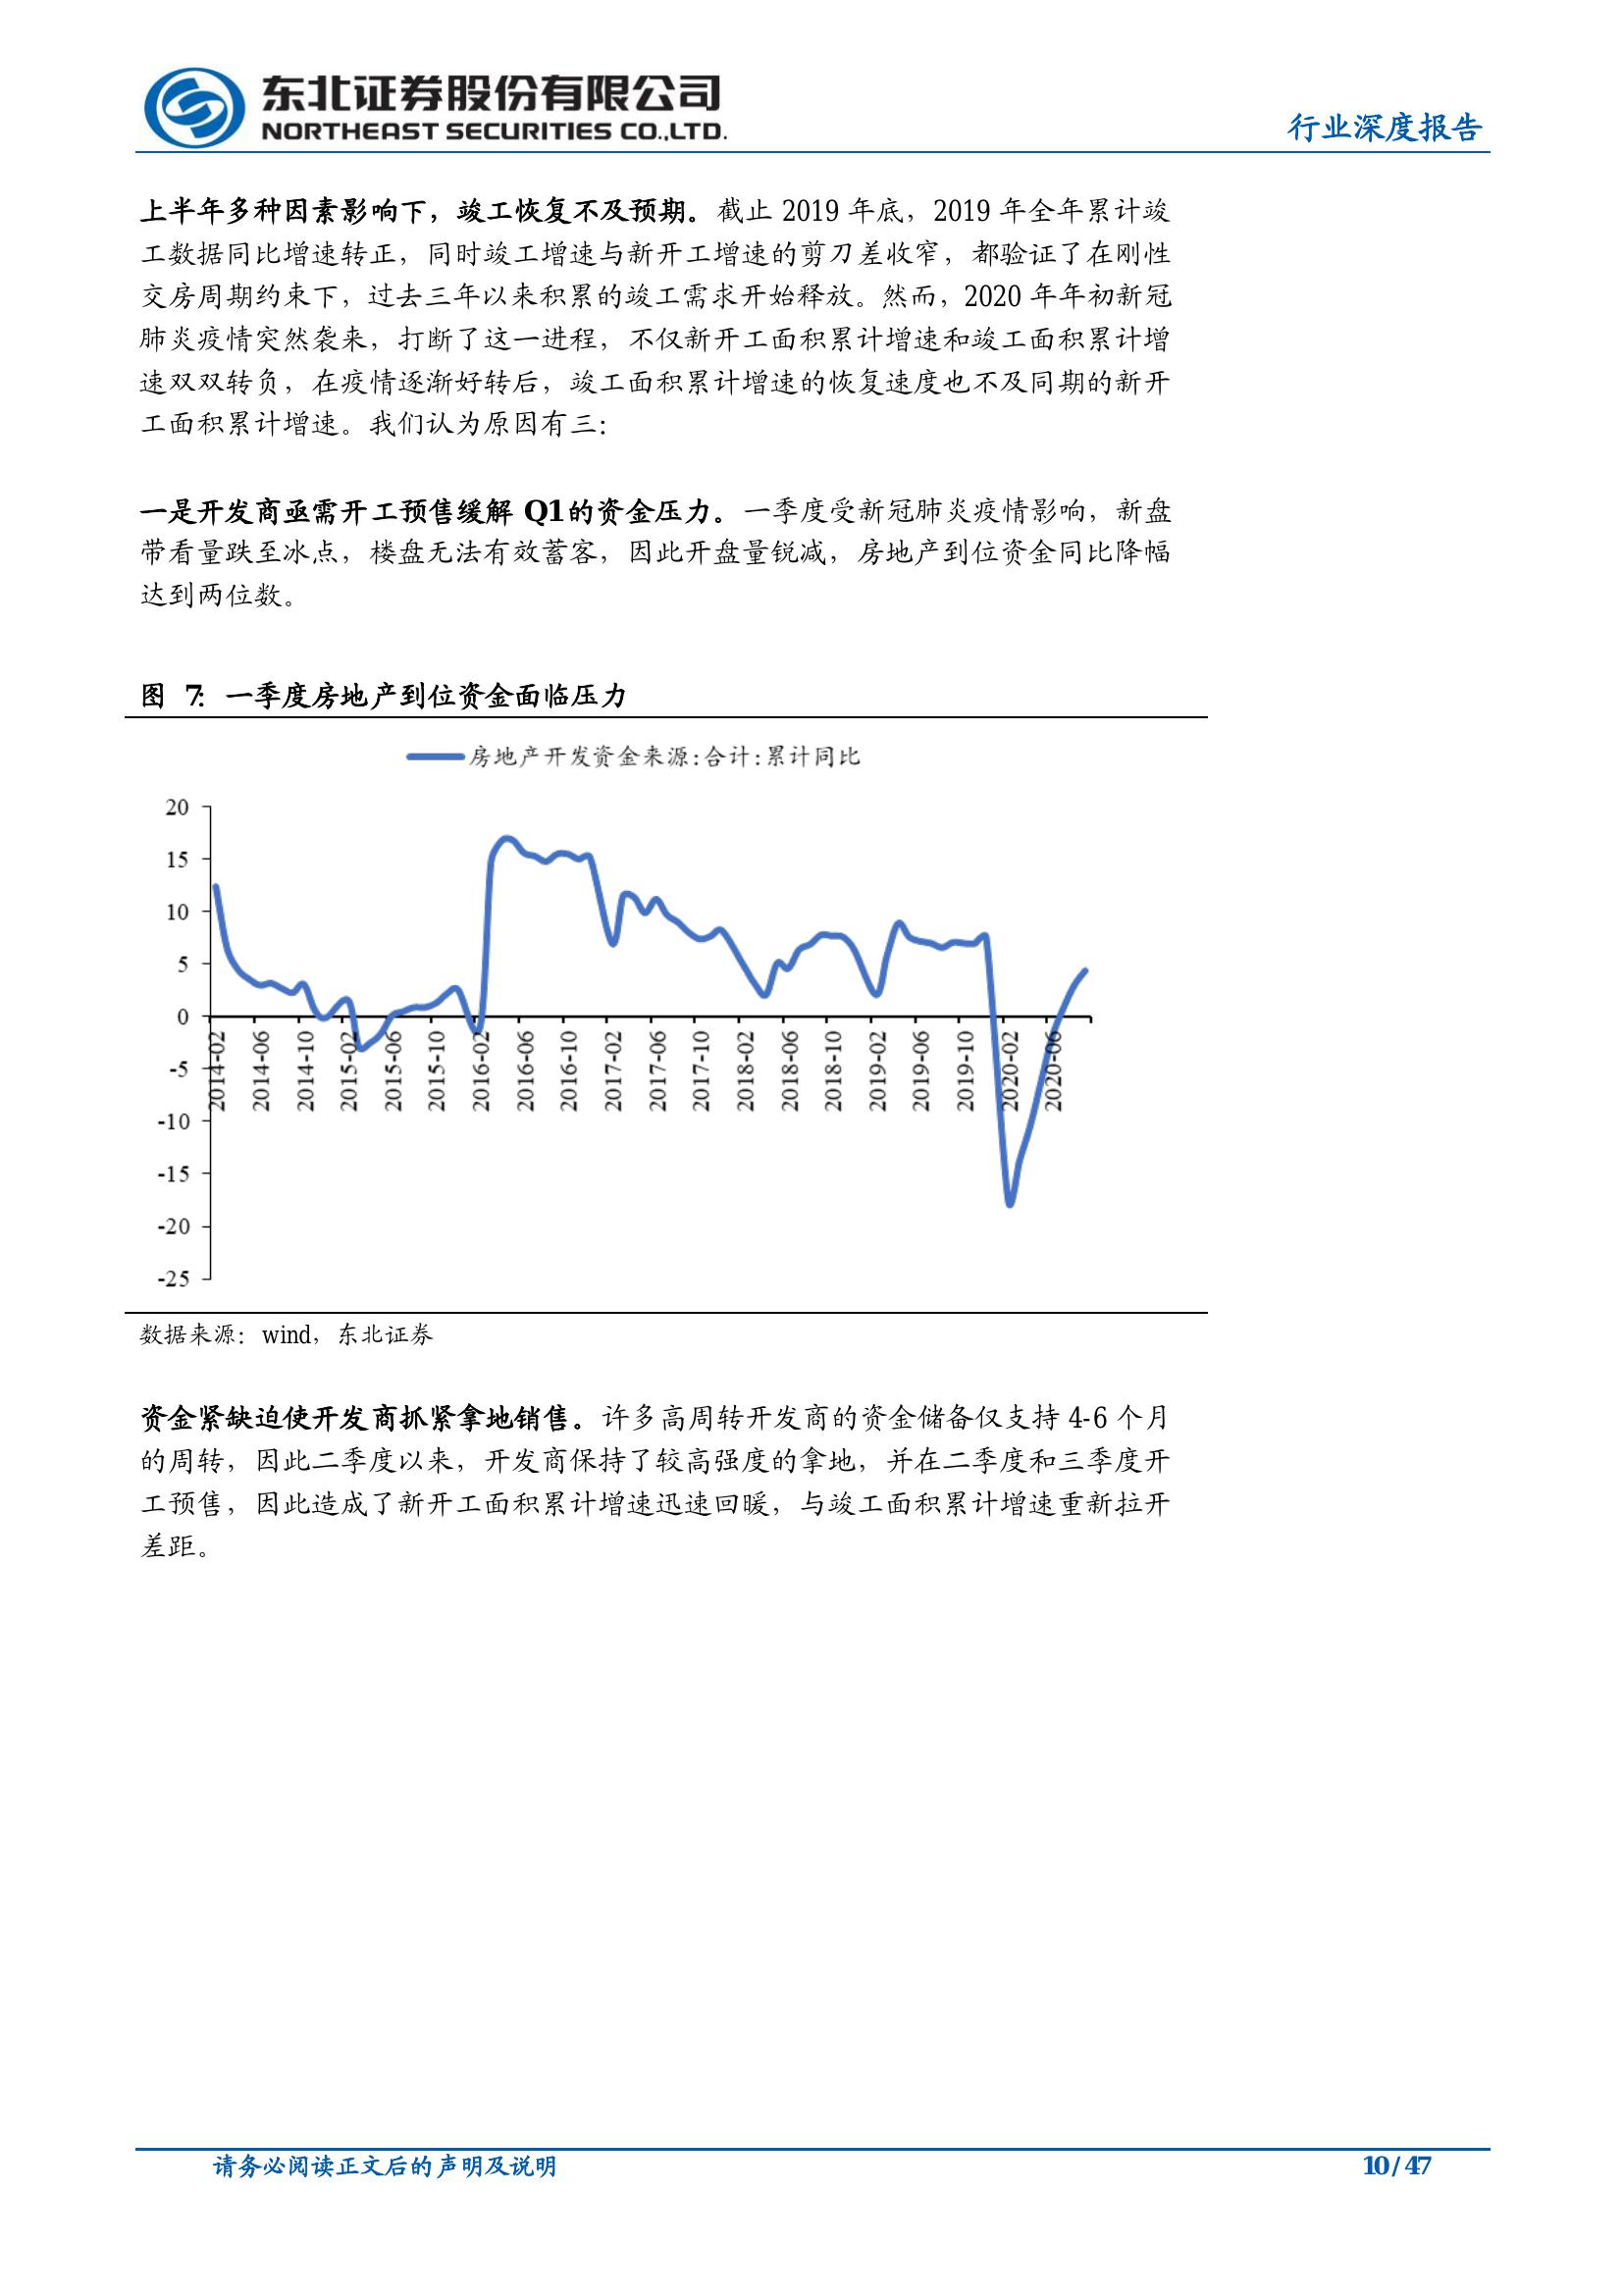 东北证券股份有限公司
NORTHEAST SECURITIES CO.,LTD.
行业深度报告
上半年多种因素影响下，竣工恢复不及预期。截止 2019 年底，2019 年全年累计竣
工数据同比增速转正，同时竣工增速与新开工增速的剪刀差收窄，都验证了在刚性
交房周期约束下，过去三年以来积累的竣工需求开始释放。然而，2020 年年初新冠
肺炎疫情突然袭来，打断了这一进程，不仅新开工面积累计增速和竣工面积累计增
速双双转负，在疫情逐渐好转后，竣工面积累计增速的恢复速度也不及同期的新开
工面积累计增速。我们认为原因有三：
一是开发商亟需开工预售缓解 Q1的资金压力。一季度受新冠肺炎疫情影响，新盘
带看量跌至冰点，楼盘无法有效蓄客，因此开盘量锐减，房地产到位资金同比降幅
达到两位数。
图 7: 一季度房地产到位资金面临压力
房地产开发资金来源:合计:累计同比
20
15
10
5
0
-5
-10
-15
-20
-25
2014-02
2014-06
2014-10
2015-02
2015-06
2015-10
2016-02
2016-06
2016-10
2017-02
2017-06
2017-10
2018-02
2018-06
2018-10
2019-02
2019-06
2019-10
2020-02
2020-06
数据来源：wind，东北证券
资金紧缺迫使开发商抓紧拿地销售。许多高周转开发商的资金储备仅支持 4-6 个月
的周转，因此二季度以来，开发商保持了较高强度的拿地，并在二季度和三季度开
工预售，因此造成了新开工面积累计增速迅速回暖，与竣工面积累计增速重新拉开
差距。
请务必阅读正文后的声明及说明
10 / 47